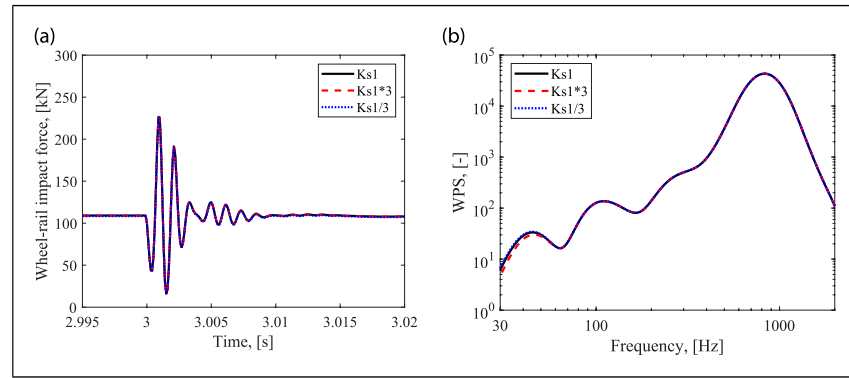 (a)
300
250
200
150
100
50
0
Wheel-rail impact force, [kN]
Ks1
Ks1*3
Ks1/3
2.995
3
3.005
3.01
3.015
3.02
Time, [s]
(b)
10^5
10^4
10^3
10^2
10^1
10^0
WPS, [-]
Ks1
Ks1*3
Ks1/3
30
100
1000
Frequency, [Hz]